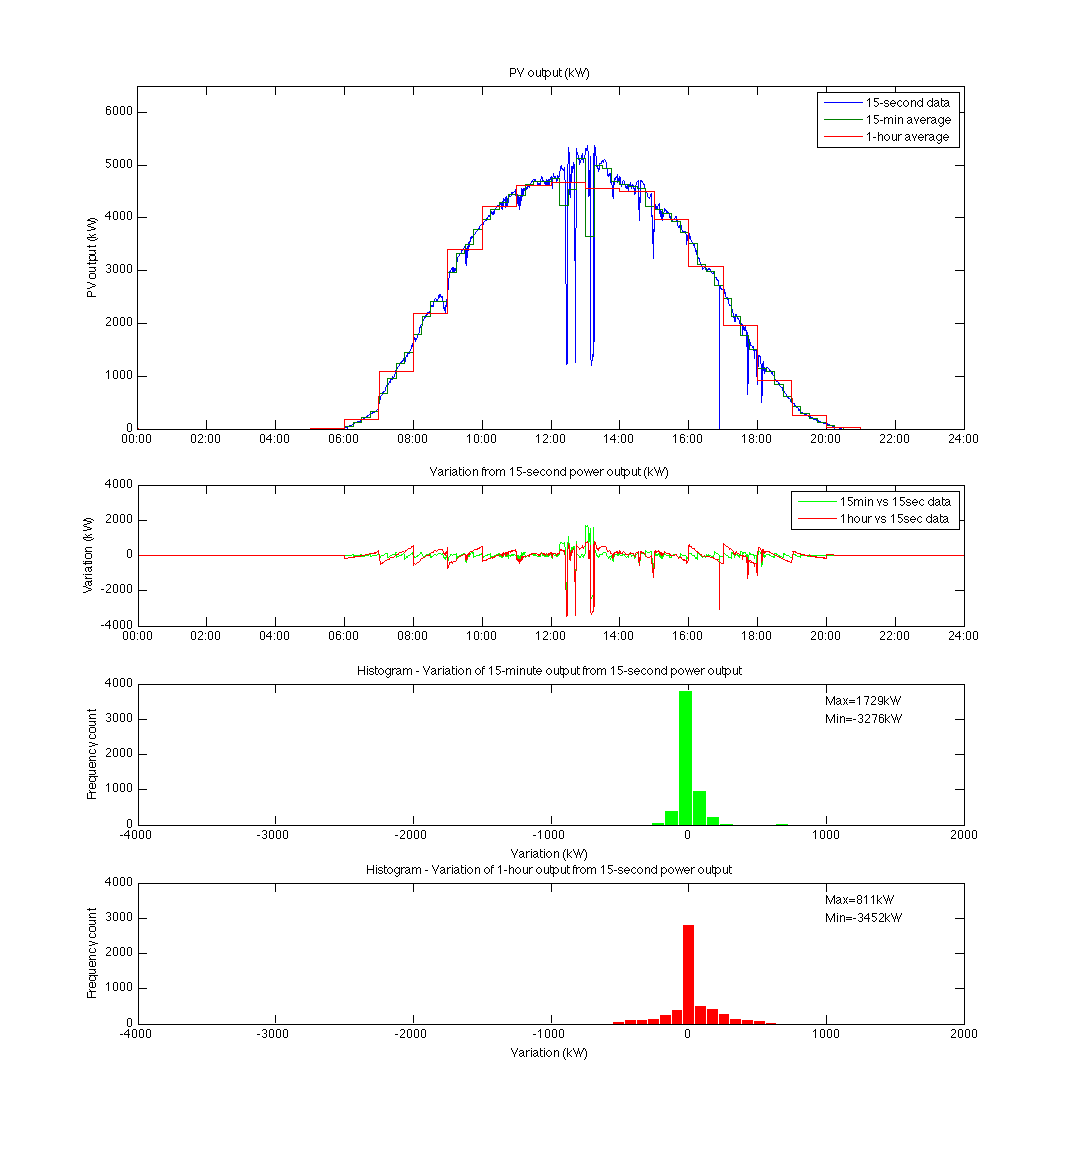 PV output (kW)
6000
5000
4000
3000
2000
1000
0
PV output (kW)
15-second data
15-min average
1-hour average
00:00 02:00 04:00 06:00 08:00 10:00 12:00 14:00 16:00 18:00 20:00 22:00 24:00
Variation from 15-second power output (kW)
4000
2000
0
-2000
-4000
Variation (kW)
15min vs 15sec data
1hour vs 15sec data
00:00 02:00 04:00 06:00 08:00 10:00 12:00 14:00 16:00 18:00 20:00 22:00 24:00
Histogram - Variation of 15-minute output from 15-second power output
4000
3000
2000
1000
0
Frequency count
Max=1729kW
Min=-3276kW
-4000 -3000 -2000 -1000 0 1000 2000
Variation (kW)
Histogram - Variation of 1-hour output from 15-second power output
4000
3000
2000
1000
0
Frequency count
Max=811kW
Min=-3452kW
-4000 -3000 -2000 -1000 0 1000 2000
Variation (kW)